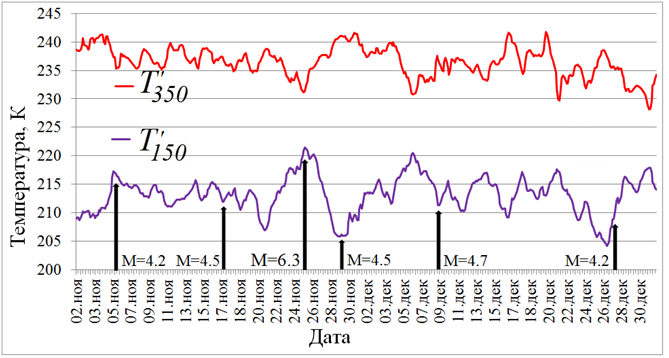 Температура, К
245
240
235
230
225
220
215
210
205
200
T'350
T'150
M=4.2
M=4.5
M=6.3
M=4.5
M=4.7
M=4.2
02.ноя
03.ноя
05.ноя
07.ноя
09.ноя
11.ноя
13.ноя
15.ноя
17.ноя
18.ноя
20.ноя
22.ноя
24.ноя
26.ноя
28.ноя
30.ноя
02.дек
03.дек
05.дек
07.дек
09.дек
11.дек
13.дек
15.дек
17.дек
18.дек
20.дек
22.дек
24.дек
26.дек
28.дек
30.дек
Дата